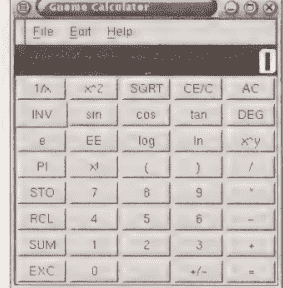 Gnome Calculator
File Edit Help
0
1/x x^2 SQRT CE/C AC
INV sin cos tan DEG
e EE log ln x^y
PI x! ( ) /
STO 7 8 9 *
RCL 4 5 6 -
SUM 1 2 3 +
EXC 0 +/- =